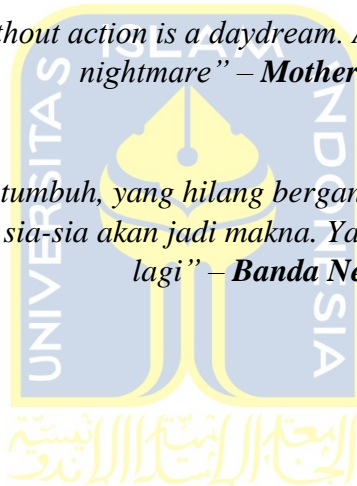 ithout action is a daydream. A
nightmare” – Mother
tumbuh, yang hilang bergan
sia-sia akan jadi makna. Ya
lagi” – Banda Ne
ISLAM
UNIVERSITAS
INDONESIA